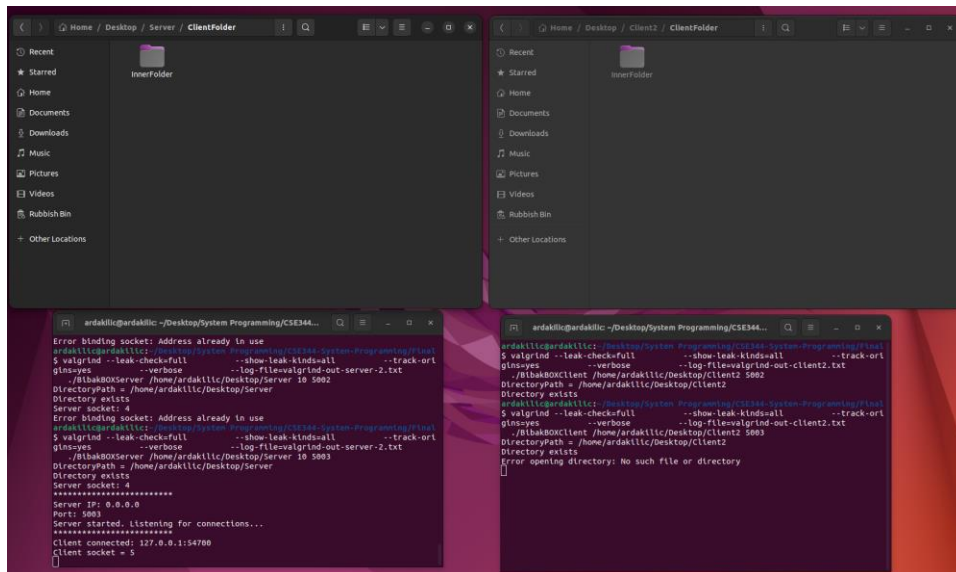 Home / Desktop / Server / ClientFolder
Recent
Starred
Home
Documents
Downloads
Music
Pictures
Videos
Rubbish Bin
+ Other Locations
InnerFolder
Home / Desktop / Client2 / ClientFolder
Recent
Starred
Home
Documents
Downloads
Music
Pictures
Videos
Rubbish Bin
+ Other Locations
InnerFolder
ardakilic@ardakilic: ~/Desktop/System Programming/CSE344...
Error binding socket: Address already in use
ardakilic@ardakilic:~/Desktop/System Programming/CSE344-System-Programming/Final
$ valgrind --leak-check=full --show-leak-kinds=all --track-ori
gins=yes --verbose --log-file=valgrind-out-server-2.txt
./BibakBOXServer /home/ardakilic/Desktop/Server 10 5002
DirectoryPath = /home/ardakilic/Desktop/Server
Directory exists
Server socket: 4
Error binding socket: Address already in use
ardakilic@ardakilic:~/Desktop/System Programming/CSE344-System-Programming/Final
$ valgrind --leak-check=full --show-leak-kinds=all --track-ori
gins=yes --verbose --log-file=valgrind-out-server-2.txt
./BibakBOXServer /home/ardakilic/Desktop/Server 10 5003
DirectoryPath = /home/ardakilic/Desktop/Server
Directory exists
Server socket: 4
*************************
Server IP: 0.0.0.0
Port: 5003
Server started. Listening for connections...
*************************
Client connected: 127.0.0.1:54700
Client socket = 5
ardakilic@ardakilic: ~/Desktop/System Programming/CSE344...
ardakilic@ardakilic:~/Desktop/System Programming/CSE344-System-Programming/Final
$ valgrind --leak-check=full --show-leak-kinds=all --track-ori
gins=yes --verbose --log-file=valgrind-out-client2.txt
./BibakBOXClient /home/ardakilic/Desktop/Client2 5002
DirectoryPath = /home/ardakilic/Desktop/Client2
Directory exists
ardakilic@ardakilic:~/Desktop/System Programming/CSE344-System-Programming/Final
$ valgrind --leak-check=full --show-leak-kinds=all --track-ori
gins=yes --verbose --log-file=valgrind-out-client2.txt
./BibakBOXClient /home/ardakilic/Desktop/Client2 5003
DirectoryPath = /home/ardakilic/Desktop/Client2
Directory exists
Error opening directory: No such file or directory